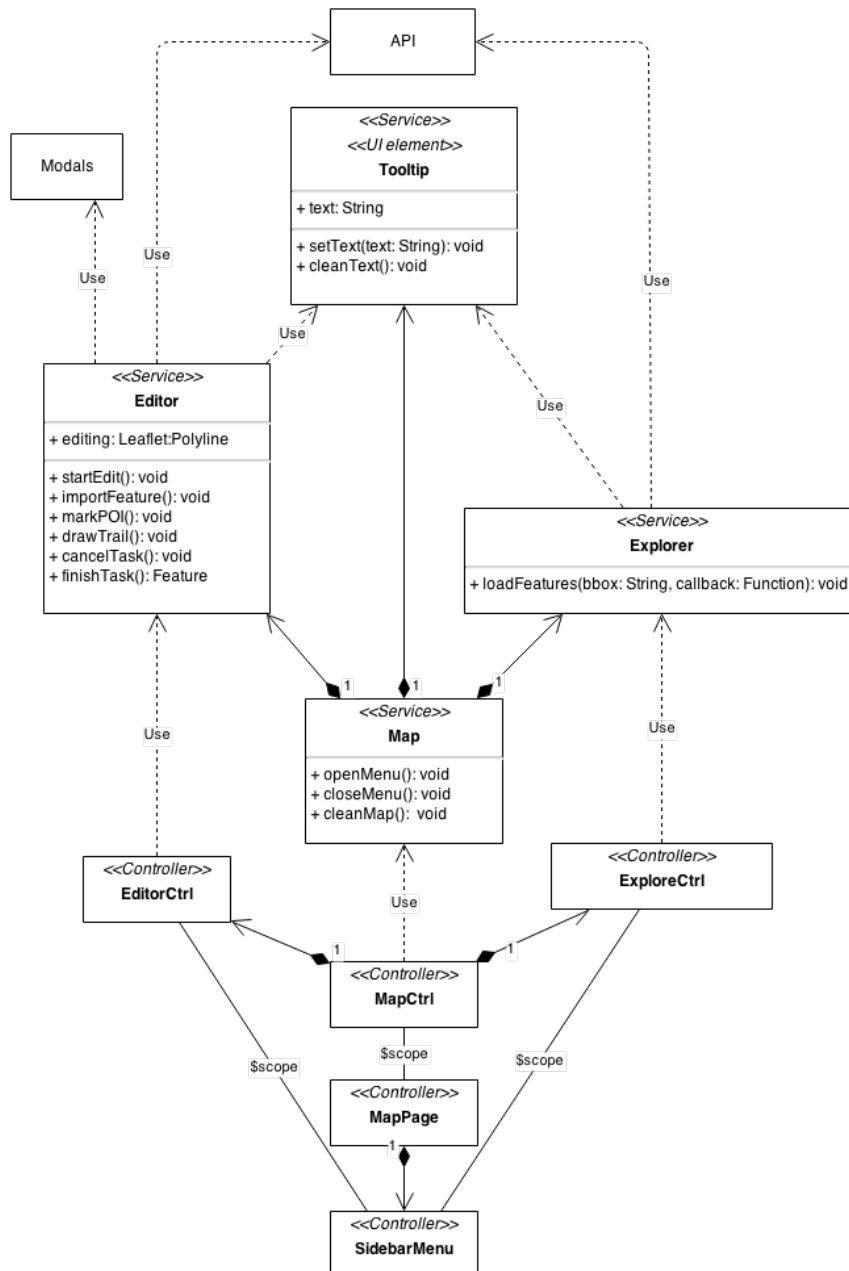 API
<<Service>>
<<UI element>>
Tooltip
+ text: String
+ setText(text: String): void
+ cleanText(): void
Modals
Use
Use
Use
Use
Use
<<Service>>
Editor
+ editing: Leaflet:Polyline
+ startEdit(): void
+ importFeature(): void
+ markPOI(): void
+ drawTrail(): void
+ cancelTask(): void
+ finishTask(): Feature
<<Service>>
Explorer
+ loadFeatures(bbox: String, callback: Function): void
1
1
1
<<Service>>
Map
+ openMenu(): void
+ closeMenu(): void
+ cleanMap(): void
Use
Use
Use
<<Controller>>
EditorCtrl
<<Controller>>
ExploreCtrl
1
1
<<Controller>>
MapCtrl
$scope
$scope
$scope
<<Controller>>
MapPage
1
<<Controller>>
SidebarMenu